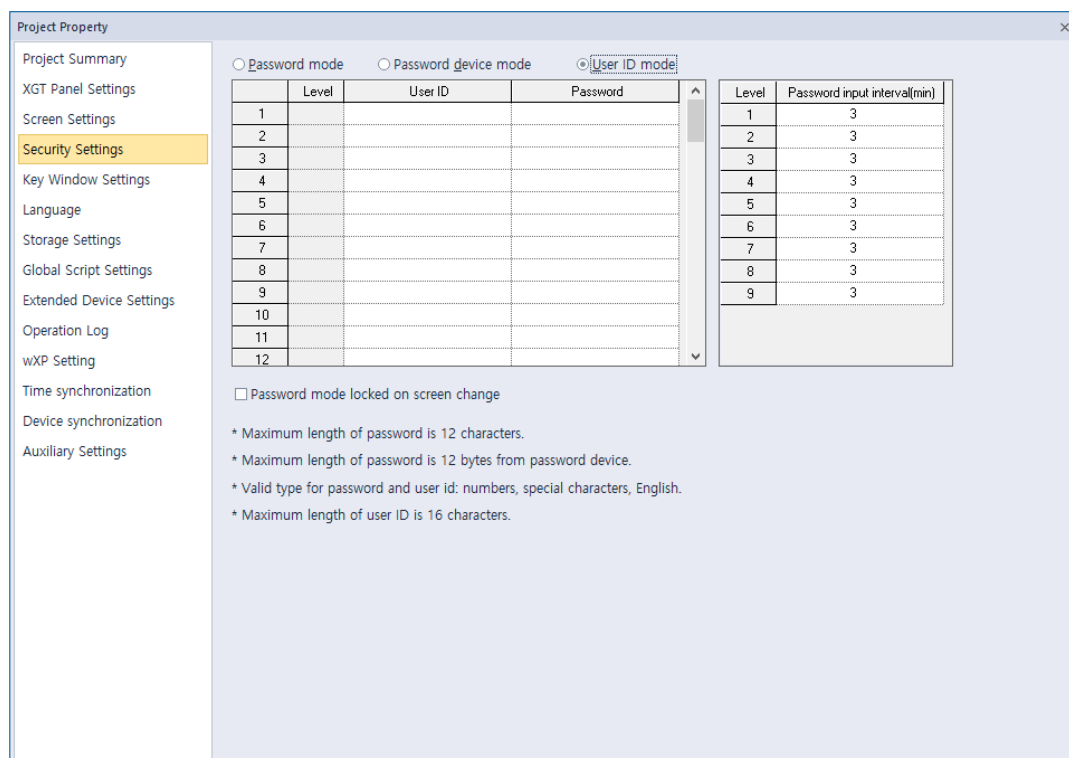 Project Property
Project Summary
XGT Panel Settings
Screen Settings
Security Settings
Key Window Settings
Language
Storage Settings
Global Script Settings
Extended Device Settings
Operation Log
wXP Setting
Time synchronization
Device synchronization
Auxiliary Settings
Password mode Password device mode User ID mode
Level User ID Password
1
2
3
4
5
6
7
8
9
10
11
12
Level Password input interval(min)
1 3
2 3
3 3
4 3
5 3
6 3
7 3
8 3
9 3
Password mode locked on screen change
* Maximum length of password is 12 characters.
* Maximum length of password is 12 bytes from password device.
* Valid type for password and user id: numbers, special characters, English.
* Maximum length of user ID is 16 characters.